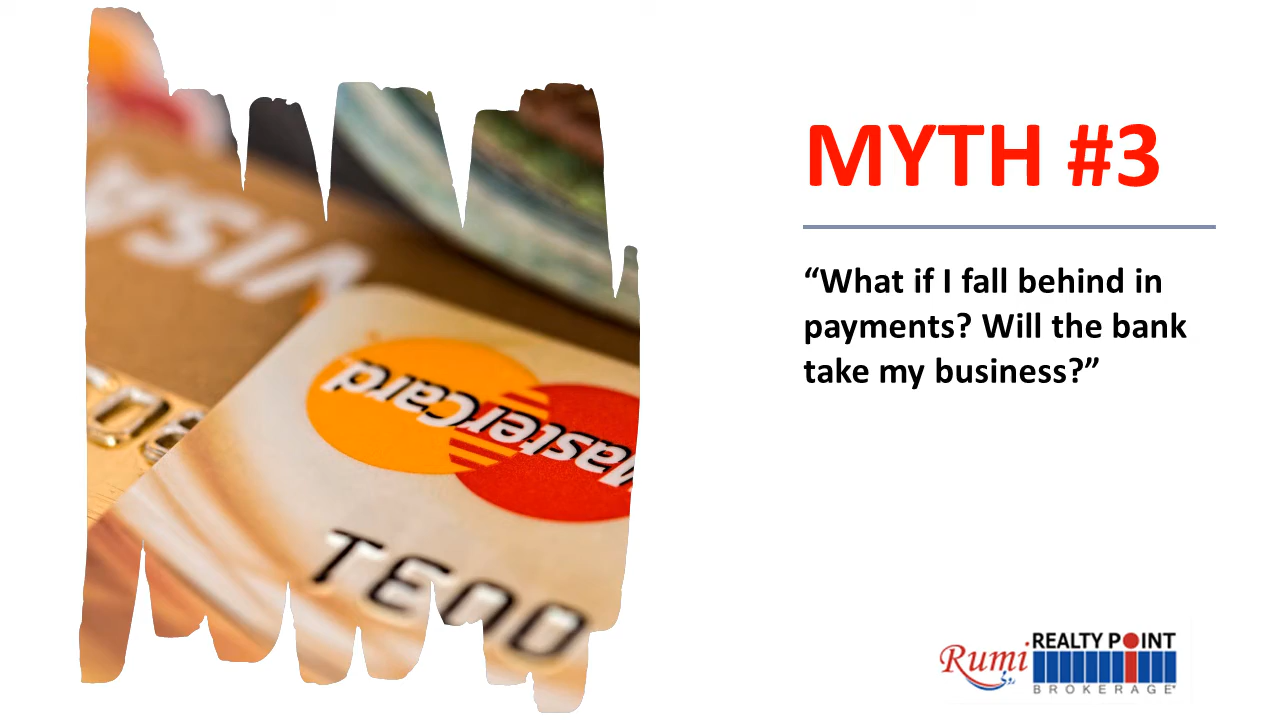 MYTH #3
“What if I fall behind in
payments? Will the bank
take my business?”
VISA
MasterCard
Rumi
REALTY POINT
BROKERAGE